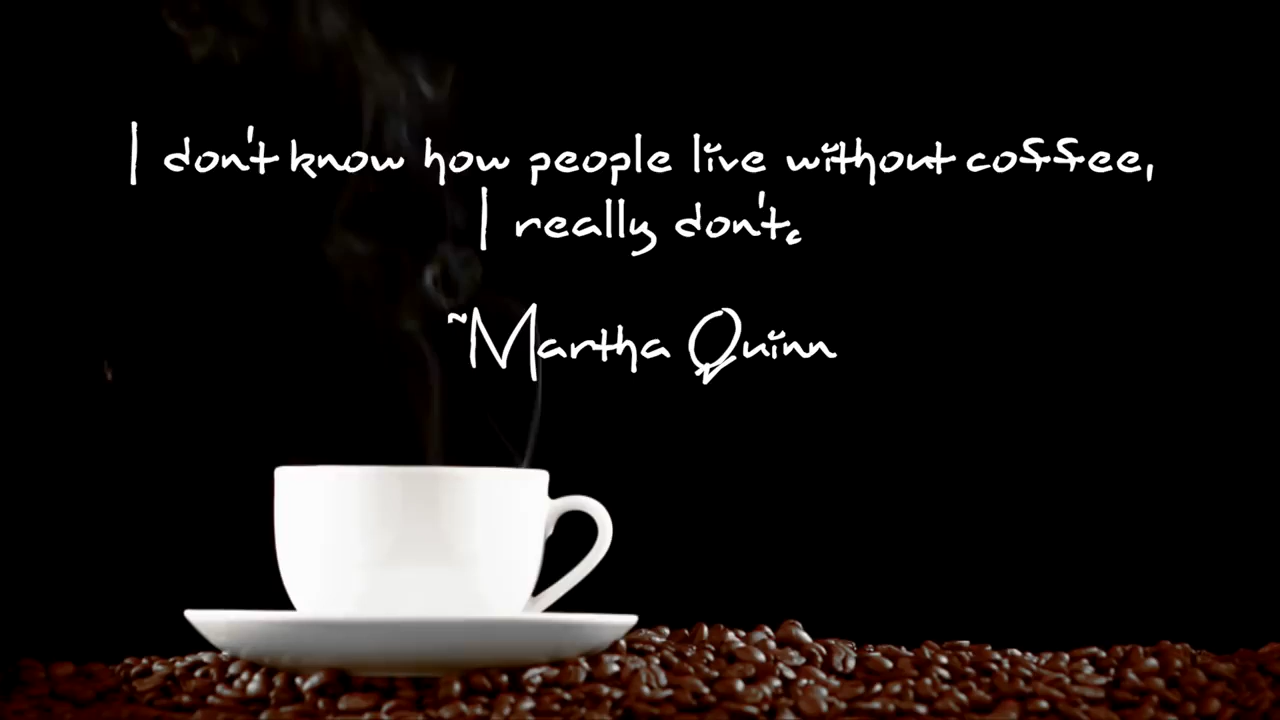 I don't know how people live without coffee,
I really don't.
~Martha Quinn